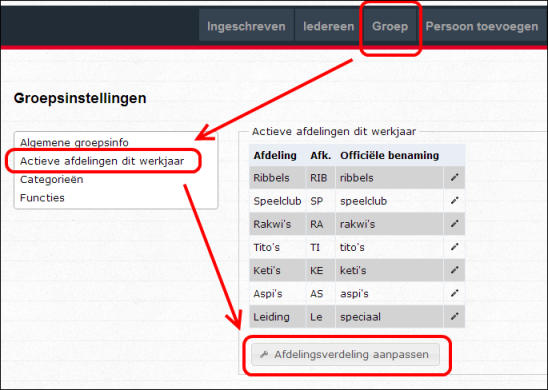 Ingeschreven Iedereen Groep Persoon toevoegen
Groepsinstellingen
Algemene groepsinfo
Actieve afdelingen dit werkjaar
Categorieën
Functies
Actieve afdelingen dit werkjaar
Afdeling Afk. Officiële benaming
Ribbels RIB ribbels
Speelclub SP speelclub
Rakwi's RA rakwi's
Tito's TI tito's
Keti's KE keti's
Aspi's AS aspi's
Leiding Le speciaal
Afdelingsverdeling aanpassen